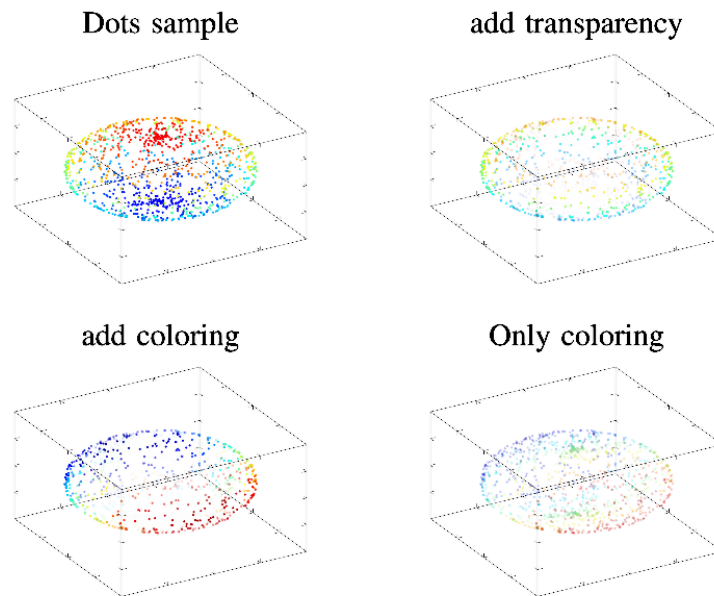 Dots sample
add transparency
add coloring
Only coloring